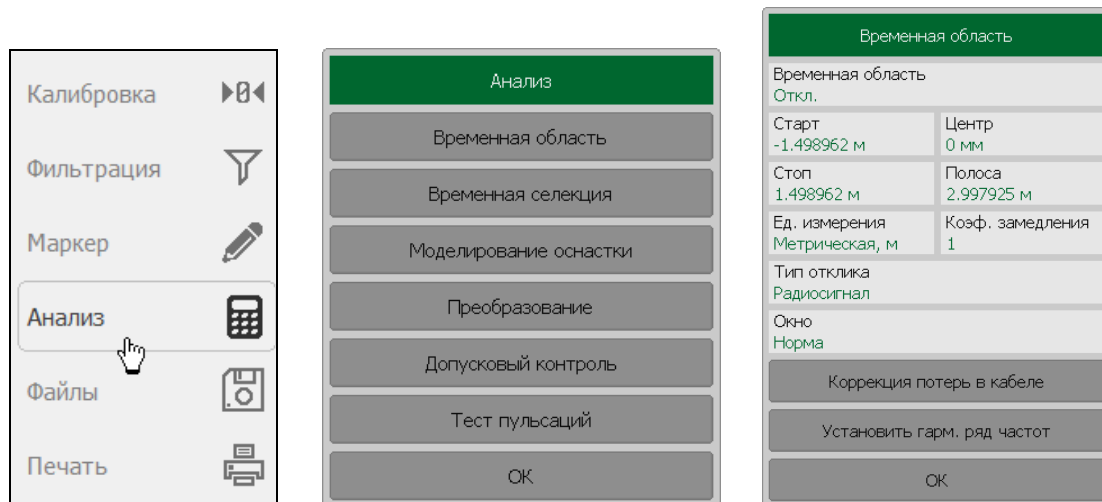 Калибровка
Фильтрация
Маркер
Анализ
Файлы
Печать
Анализ
Временная область
Временная селекция
Моделирование оснастки
Преобразование
Допусковый контроль
Тест пульсаций
ОК
Временная область
Временная область
Откл.
Старт
-1.498962 м
Центр
0 мм
Стоп
1.498962 м
Полоса
2.997925 м
Ед. измерения
Метрическая, м
Коэф. замедления
1
Тип отклика
Радиосигнал
Окно
Норма
Коррекция потерь в кабеле
Установить гарм. ряд частот
ОК